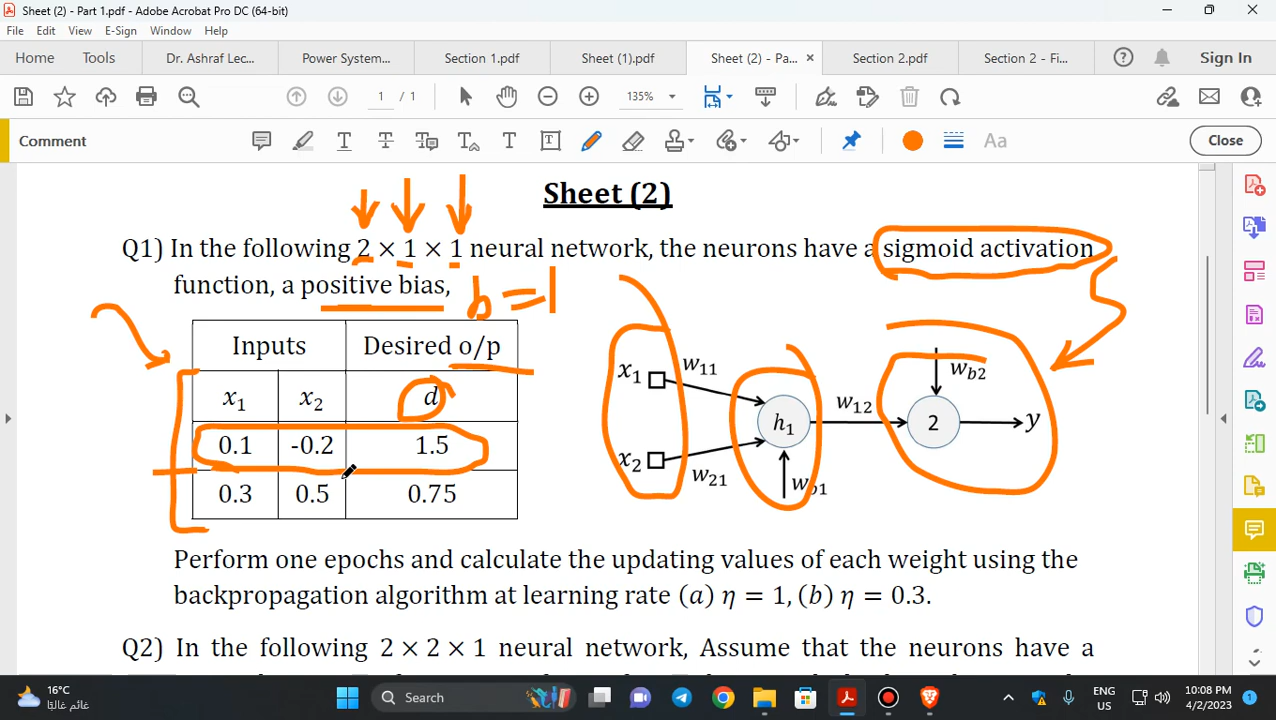 Sheet (2) - Part 1.pdf - Adobe Acrobat Pro DC (64-bit)
File Edit View E-Sign Window Help
Home Tools Dr. Ashraf Lec... Power System... Section 1.pdf Sheet (1).pdf Sheet (2) - Pa... × Section 2.pdf Section 2 - Fi... Sign In
1 / 1 135%
Comment Aa Close
Sheet (2)
Q1) In the following 2 × 1 × 1 neural network, the neurons have a sigmoid activation
function, a positive bias, b = 1
Inputs Desired o/p
x₁ x₂ d
0.1 -0.2 1.5
0.3 0.5 0.75
x₁ w₁₁ w_b2
h₁ w₁₂ 2 y
x₂ w₂₁ w_b1
Perform one epochs and calculate the updating values of each weight using the
backpropagation algorithm at learning rate (a) η = 1, (b) η = 0.3.
Q2) In the following 2 × 2 × 1 neural network, Assume that the neurons have a
16°C
غائم غالبًا
Search
ENG
US
10:08 PM
4/2/2023
1